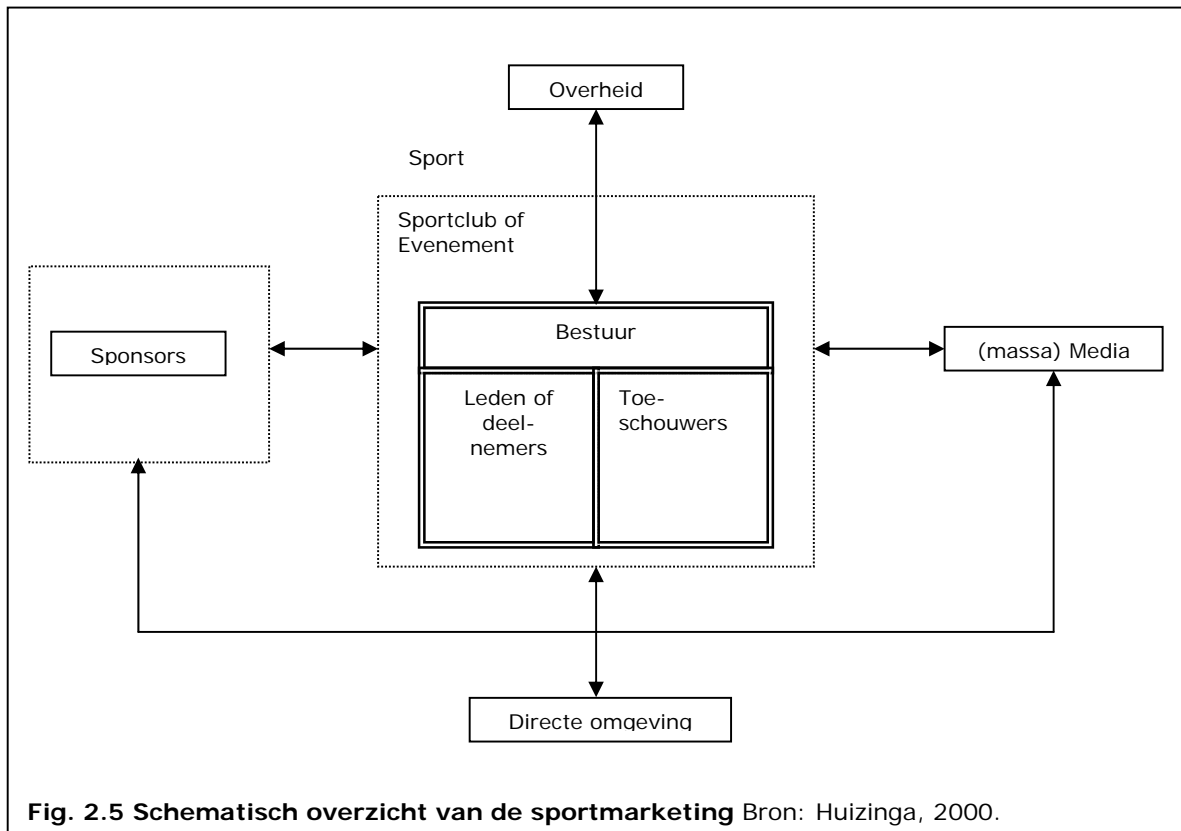 Overheid
Sport
Sportclub of
Evenement
Bestuur
Sponsors
(massa) Media
Leden of
deel-
nemers
Toe-
schouwers
Directe omgeving
Fig. 2.5 Schematisch overzicht van de sportmarketing Bron: Huizinga, 2000.